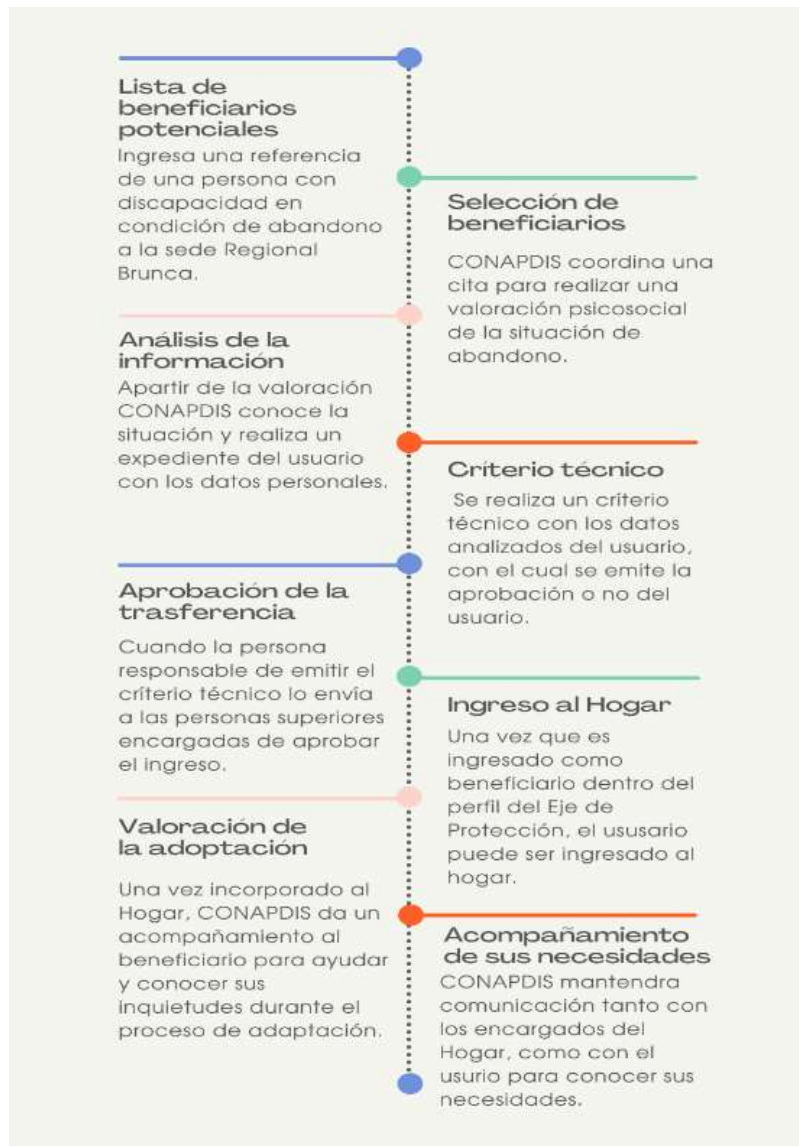 Lista de
beneficiarios
potenciales
Ingresa una referencia
de una persona con
discapacidad en
condición de abandono
a la sede Regional
Brunca.
Selección de
beneficiarios
CONAPDIS coordina una
cita para realizar una
valoración psicosocial
de la situación de
abandono.
Análisis de la
información
Apartir de la valoración
CONAPDIS conoce la
situación y realiza un
expediente del usuario
con los datos personales.
Críterio técnico
Se realiza un críterio
técnico con los datos
analizados del usuario,
con el cual se emite la
aprobación o no del
usuario.
Aprobación de la
trasferencia
Cuando la persona
responsable de emitir el
críterio técnico lo envía
a las personas superiores
encargadas de aprobar
el ingreso.
Ingreso al Hogar
Una vez que es
ingresado como
beneficiario dentro del
perfil del Eje de
Protección, el ususario
puede ser ingresado al
hogar.
Valoración de
la adoptación
Una vez incorporado al
Hogar, CONAPDIS da un
acompañamiento al
beneficiario para ayudar
y conocer sus
inquietudes durante el
proceso de adaptación.
Acompañamiento
de sus necesidades
CONAPDIS mantendra
comunicación tanto con
los encargados del
Hogar, como con el
usurio para conocer sus
necesidades.